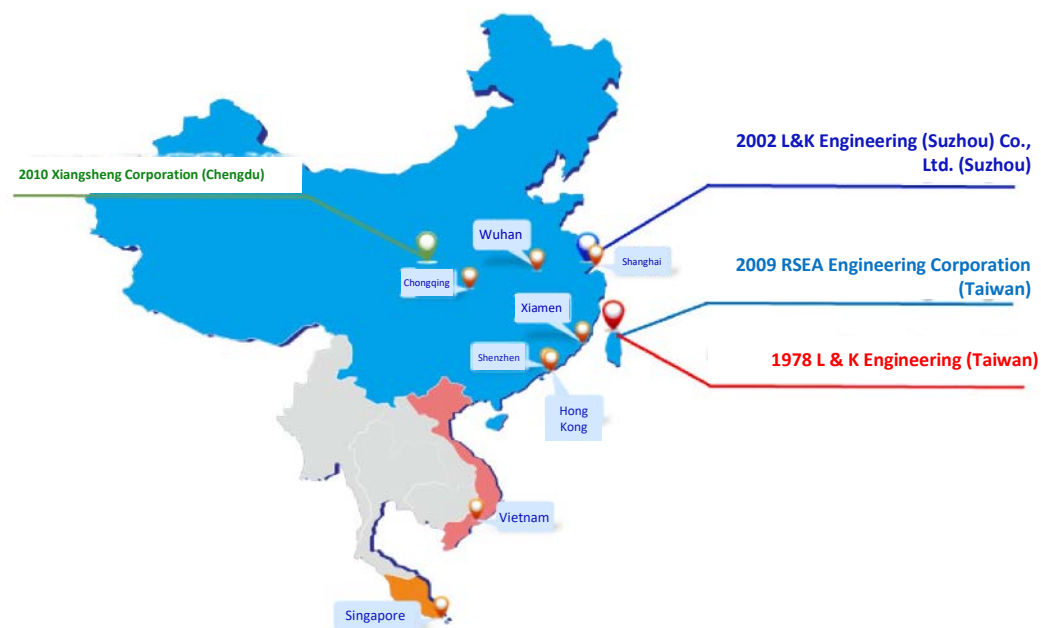 2002 L&K Engineering (Suzhou) Co.,
Ltd. (Suzhou)
2010 Xiangsheng Corporation (Chengdu)
Wuhan
Shanghai
2009 RSEA Engineering Corporation
(Taiwan)
Chongqing
Xiamen
Shenzhen
1978 L & K Engineering (Taiwan)
Hong
Kong
Vietnam
Singapore